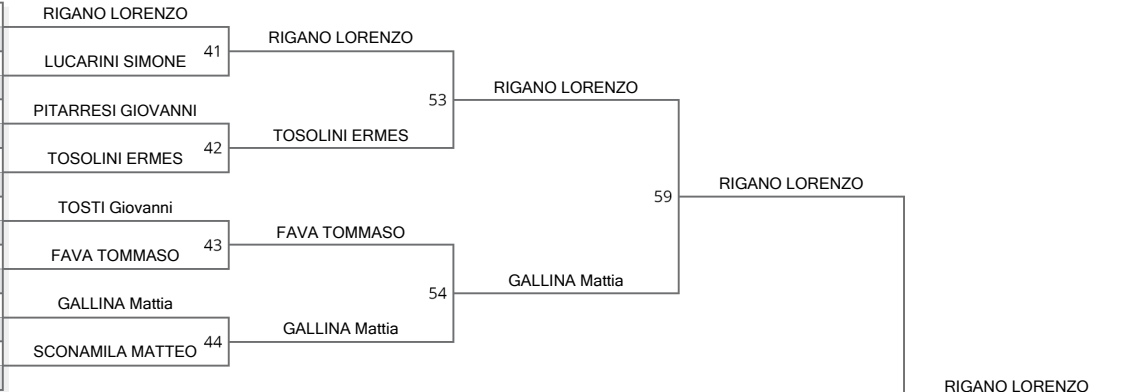 RIGANO LORENZO
41
LUCARINI SIMONE
RIGANO LORENZO
53
PITARRESI GIOVANNI
42
TOSOLINI ERMES
TOSOLINI ERMES
RIGANO LORENZO
59
TOSTI Giovanni
43
FAVA TOMMASO
FAVA TOMMASO
54
GALLINA Mattia
44
SCONAMILA MATTEO
GALLINA Mattia
GALLINA Mattia
RIGANO LORENZO
RIGANO LORENZO